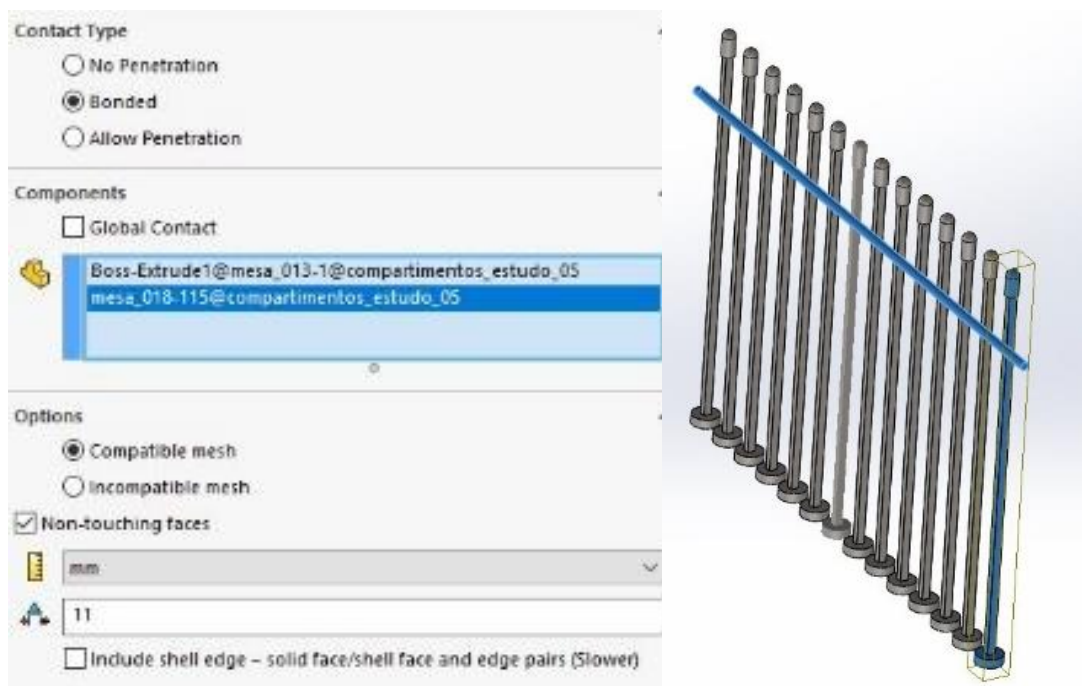 Contact Type
No Penetration
Bonded
Allow Penetration
Components
Global Contact
Boss-Extrude1@mesa_013-1@compartimentos_estudo_05
mesa_018-115@compartimentos_estudo_05
Options
Compatible mesh
Incompatible mesh
Non-touching faces
mm
11
Include shell edge – solid face/shell face and edge pairs (Slower)